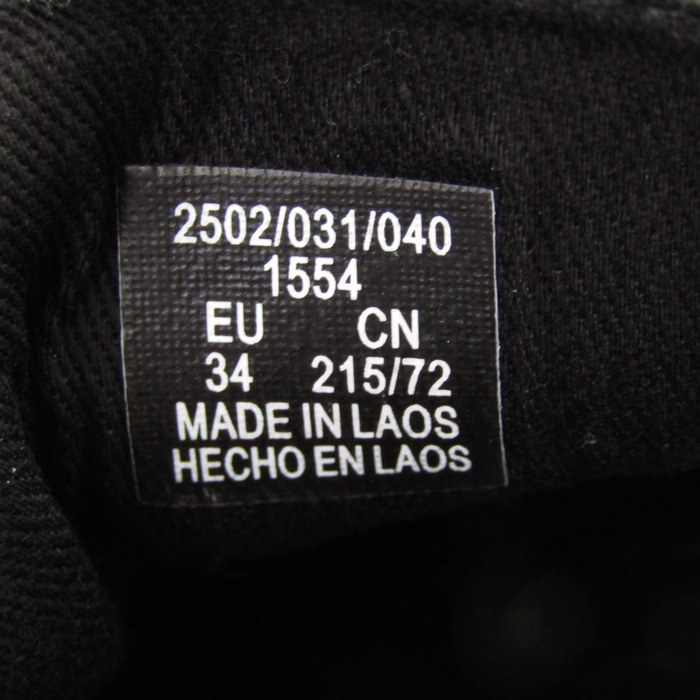 2502/031/040
1554
EU CN
34 215/72
MADE IN LAOS
HECHO EN LAOS